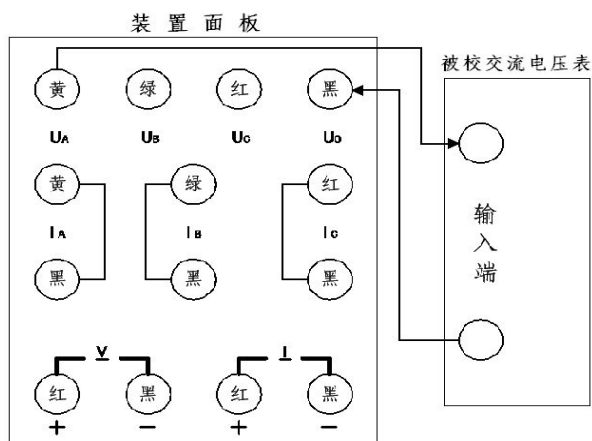 装置面板
被校交流电压表
黄 绿 红 黑
UA UB UC UO
黄 绿 红
IA IB IC
黑 黑 黑
输入端
V I
红 黑 红 黑
+ − + −